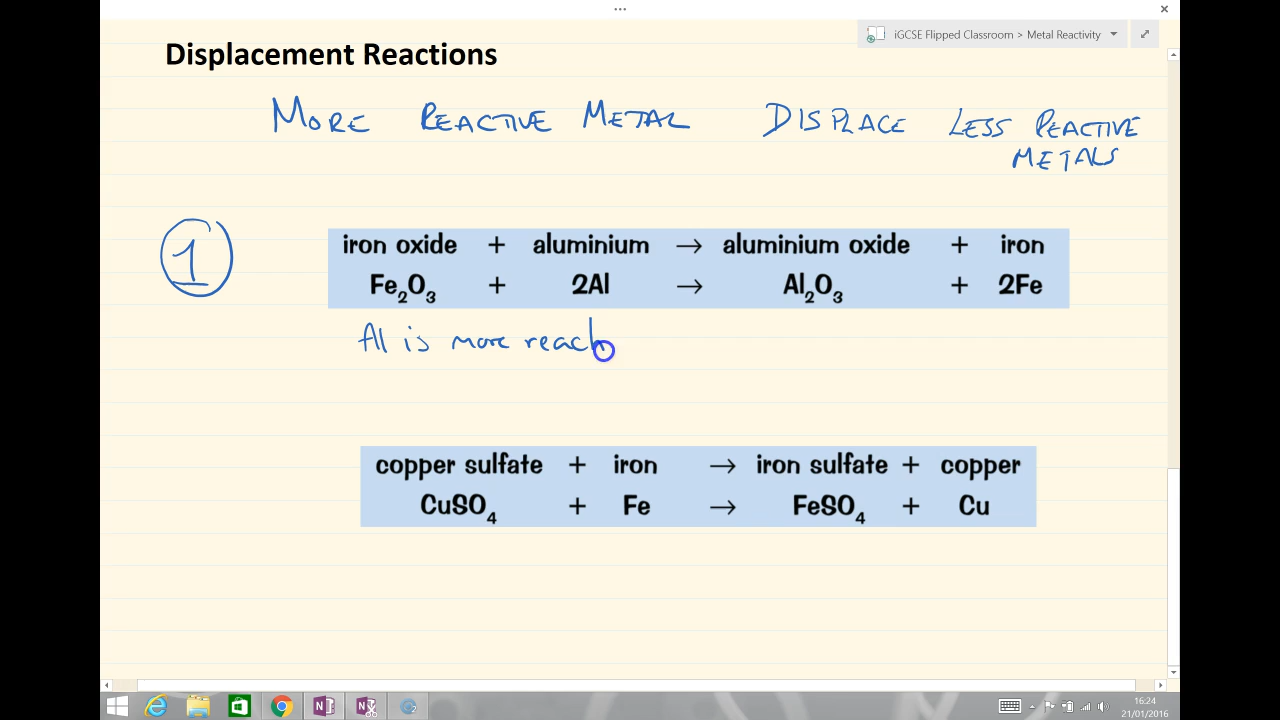 iGCSE Flipped Classroom > Metal Reactivity
Displacement Reactions
MORE REACTIVE METAL DISPLACE LESS REACTIVE
METALS
1
iron oxide + aluminium → aluminium oxide + iron
Fe₂O₃ + 2Al → Al₂O₃ + 2Fe
Al is more reac
copper sulfate + iron → iron sulfate + copper
CuSO₄ + Fe → FeSO₄ + Cu
16:24
21/01/2016